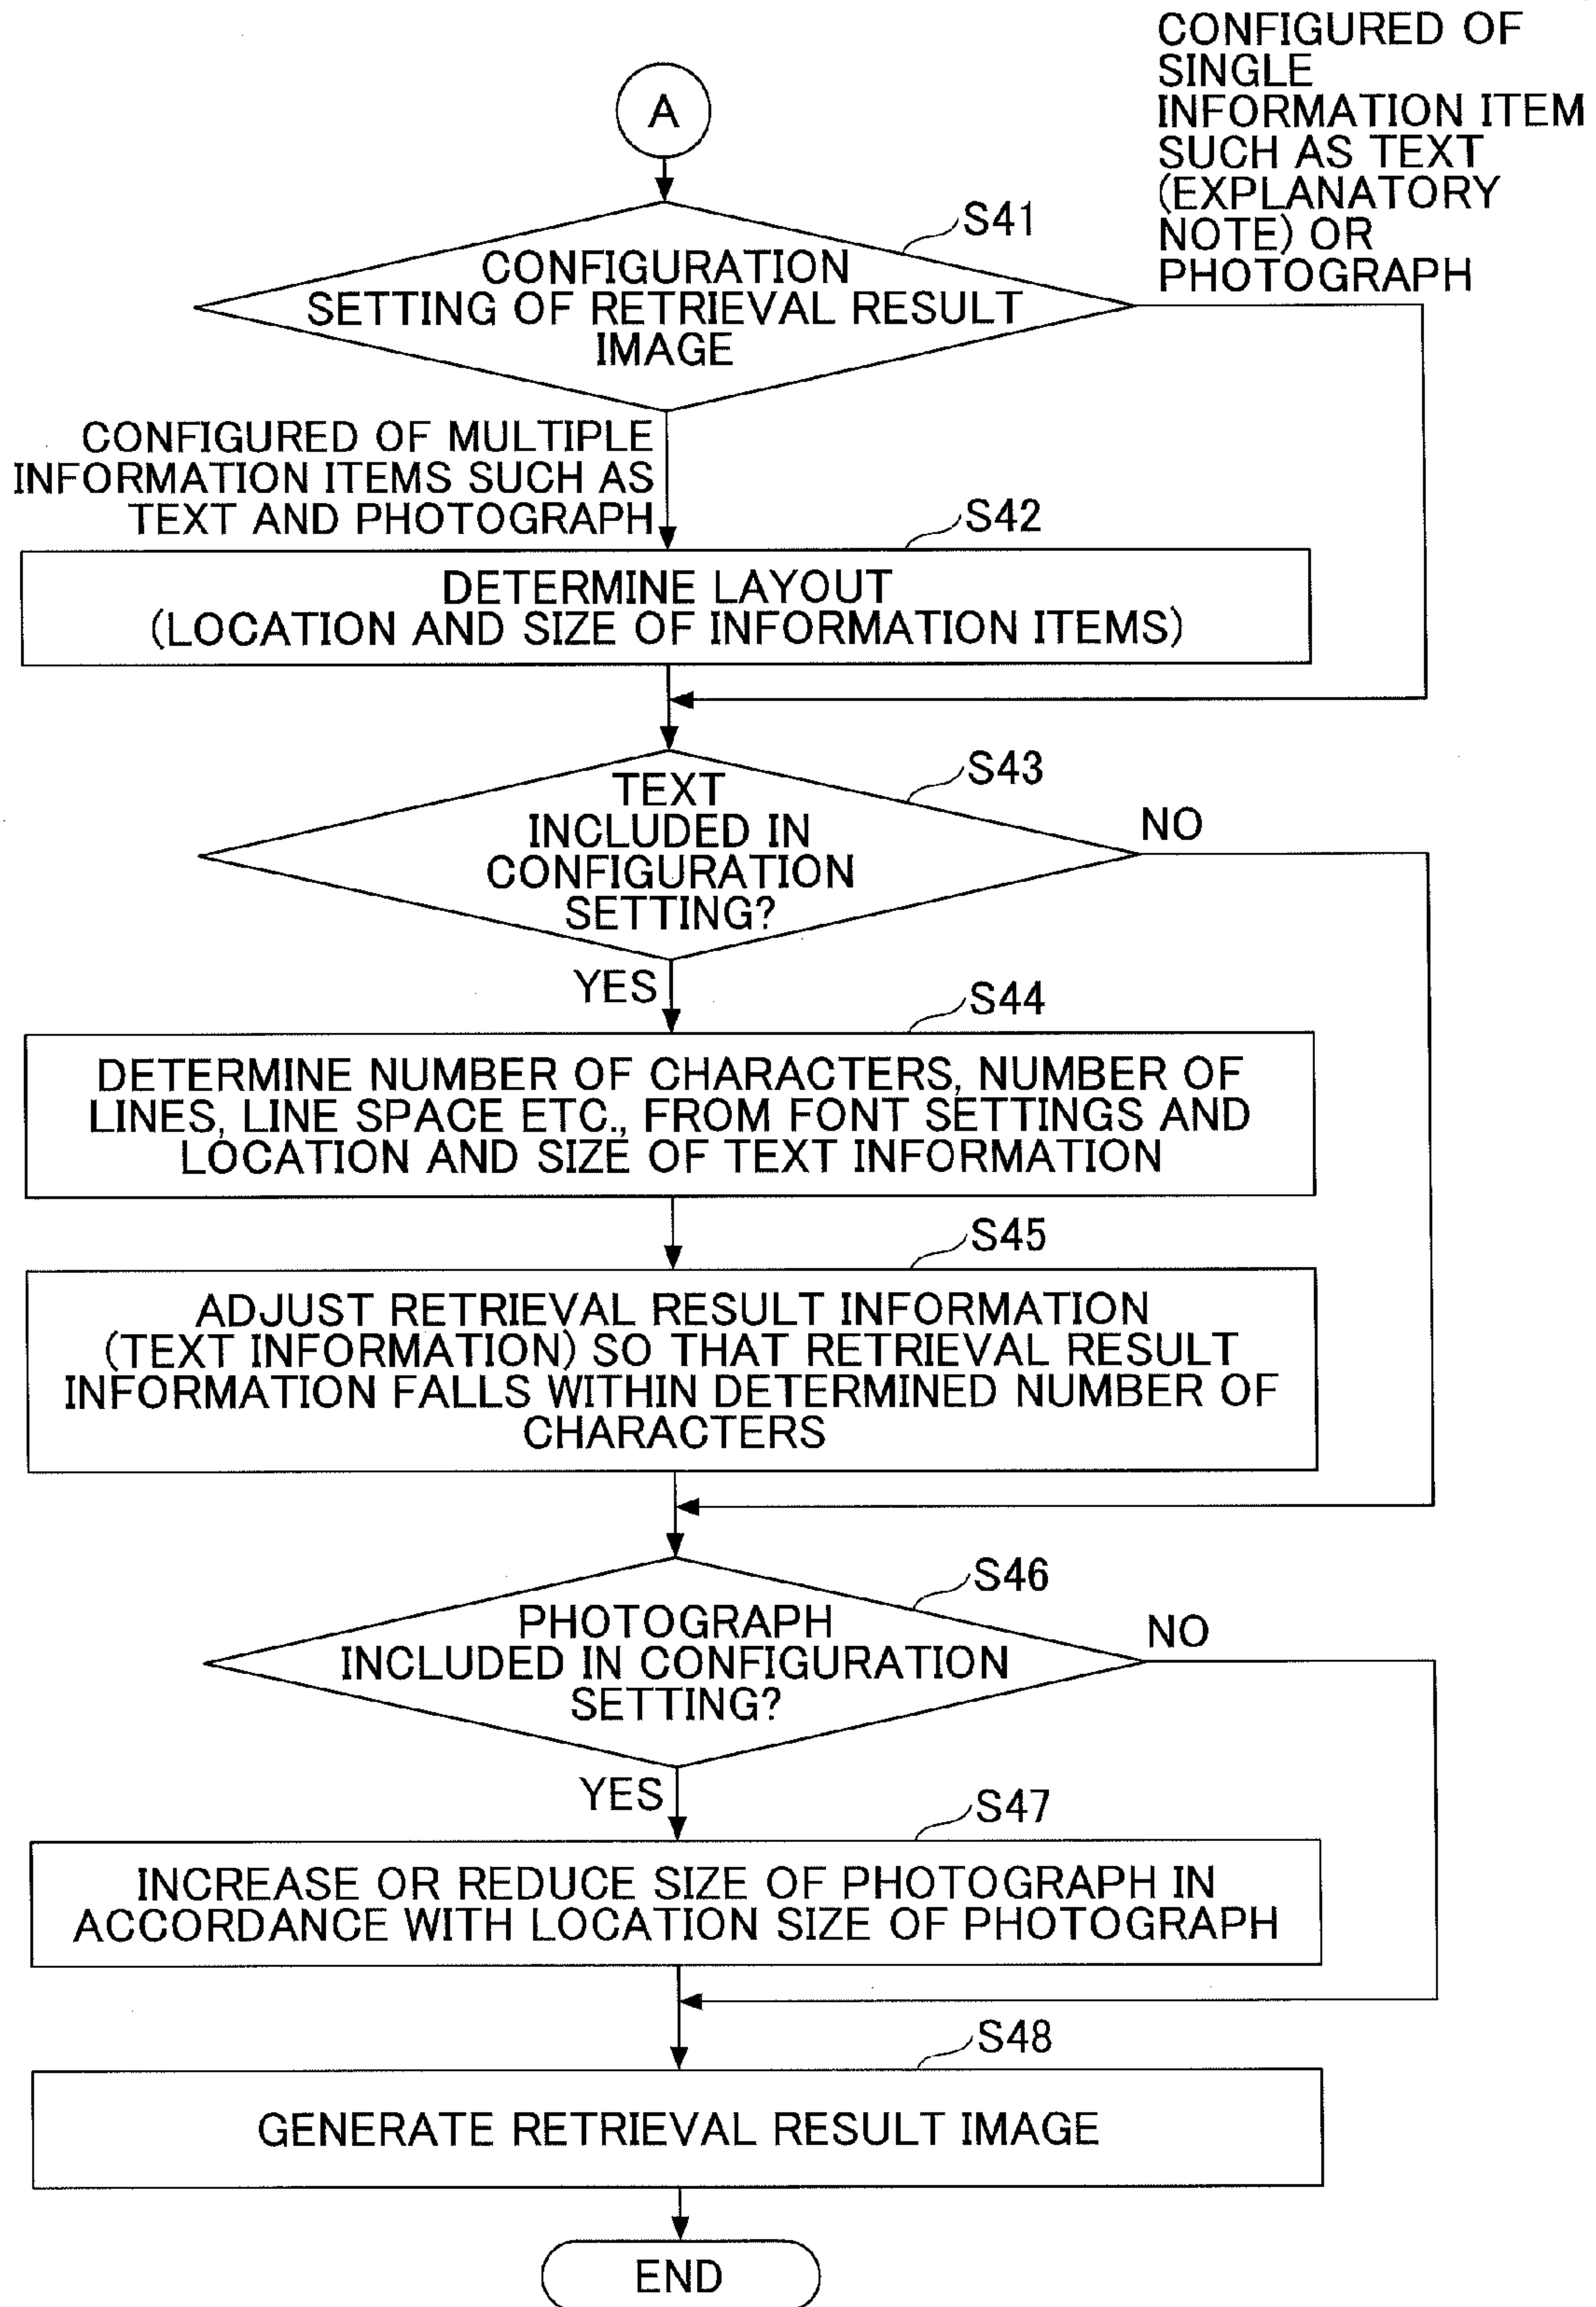 CONFIGURED OF
SINGLE
INFORMATION ITEM
SUCH AS TEXT
(EXPLANATORY
NOTE) OR
PHOTOGRAPH
A
S41
CONFIGURATION
SETTING OF RETRIEVAL RESULT
IMAGE
CONFIGURED OF MULTIPLE
INFORMATION ITEMS SUCH AS
TEXT AND PHOTOGRAPH
S42
DETERMINE LAYOUT
(LOCATION AND SIZE OF INFORMATION ITEMS)
S43
TEXT
INCLUDED IN
CONFIGURATION
SETTING?
NO
YES
S44
DETERMINE NUMBER OF CHARACTERS, NUMBER OF
LINES, LINE SPACE ETC., FROM FONT SETTINGS AND
LOCATION AND SIZE OF TEXT INFORMATION
S45
ADJUST RETRIEVAL RESULT INFORMATION
(TEXT INFORMATION) SO THAT RETRIEVAL RESULT
INFORMATION FALLS WITHIN DETERMINED NUMBER OF
CHARACTERS
S46
PHOTOGRAPH
INCLUDED IN CONFIGURATION
SETTING?
NO
YES
S47
INCREASE OR REDUCE SIZE OF PHOTOGRAPH IN
ACCORDANCE WITH LOCATION SIZE OF PHOTOGRAPH
S48
GENERATE RETRIEVAL RESULT IMAGE
END